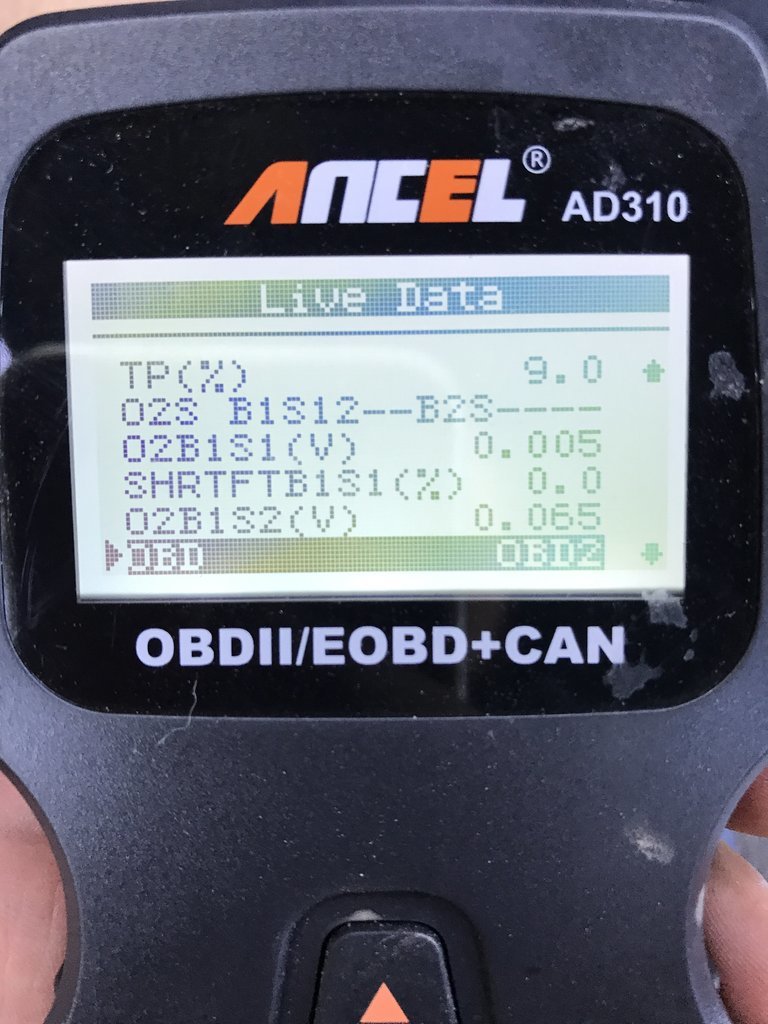 ANCEL® AD310
Live Data
TP(%) 9.0
O2S B1S12--B2S----
O2B1S1(V) 0.005
SHRTFTB1S1(%) 0.0
O2B1S2(V) 0.065
OBD OBD2
OBDII/EOBD+CAN